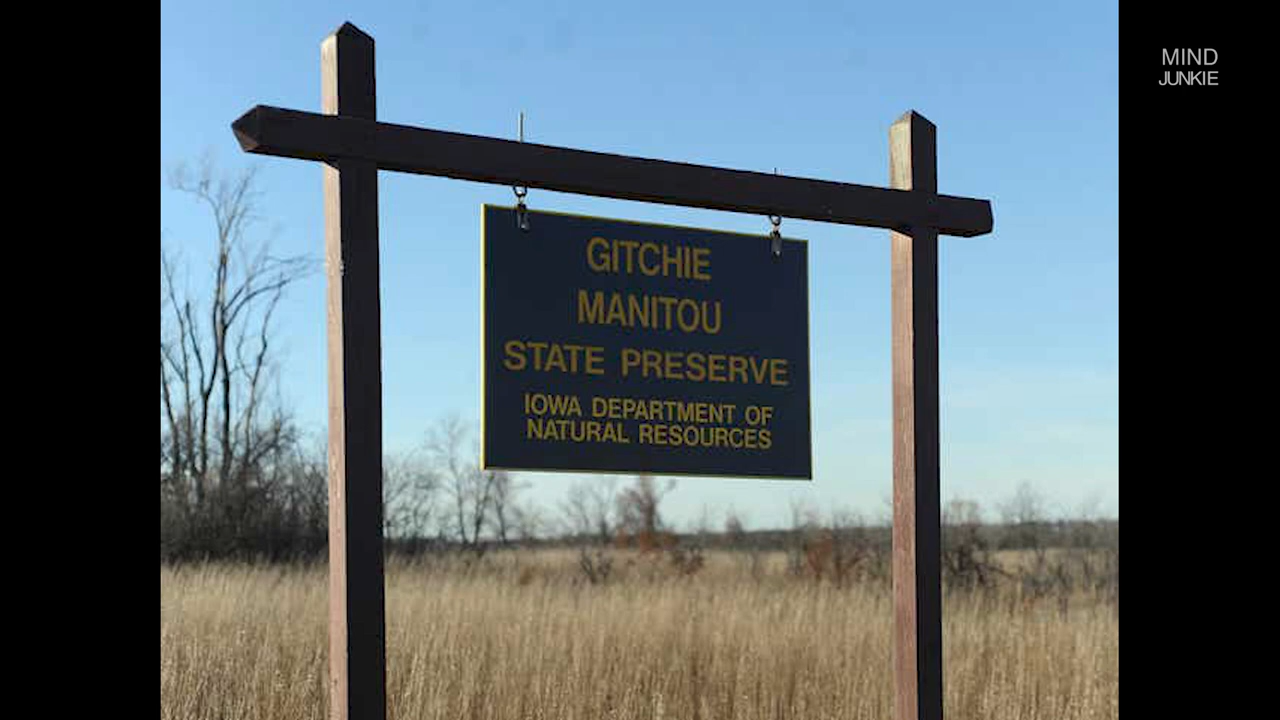 GITCHIE
MANITOU
STATE PRESERVE
IOWA DEPARTMENT OF
NATURAL RESOURCES
MIND
JUNKIE